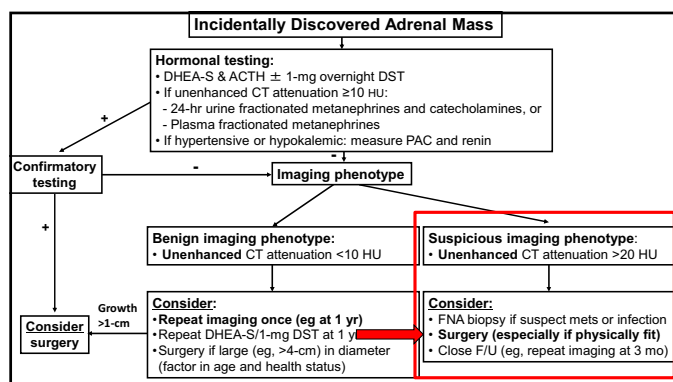 Incidentally Discovered Adrenal Mass
Hormonal testing:
• DHEA-S & ACTH ± 1-mg overnight DST
• If unenhanced CT attenuation ≥10 HU:
- 24-hr urine fractionated metanephrines and catecholamines, or
- Plasma fractionated metanephrines
• If hypertensive or hypokalemic: measure PAC and renin
+
-
-
Confirmatory
testing
Imaging phenotype
+
Benign imaging phenotype:
• Unenhanced CT attenuation <10 HU
Suspicious imaging phenotype:
• Unenhanced CT attenuation >20 HU
Growth
>1-cm
Consider
surgery
Consider:
• Repeat imaging once (eg at 1 yr)
• Repeat DHEA-S/1-mg DST at 1 y
• Surgery if large (eg, >4-cm) in diameter
(factor in age and health status)
Consider:
• FNA biopsy if suspect mets or infection
• Surgery (especially if physically fit)
• Close F/U (eg, repeat imaging at 3 mo)